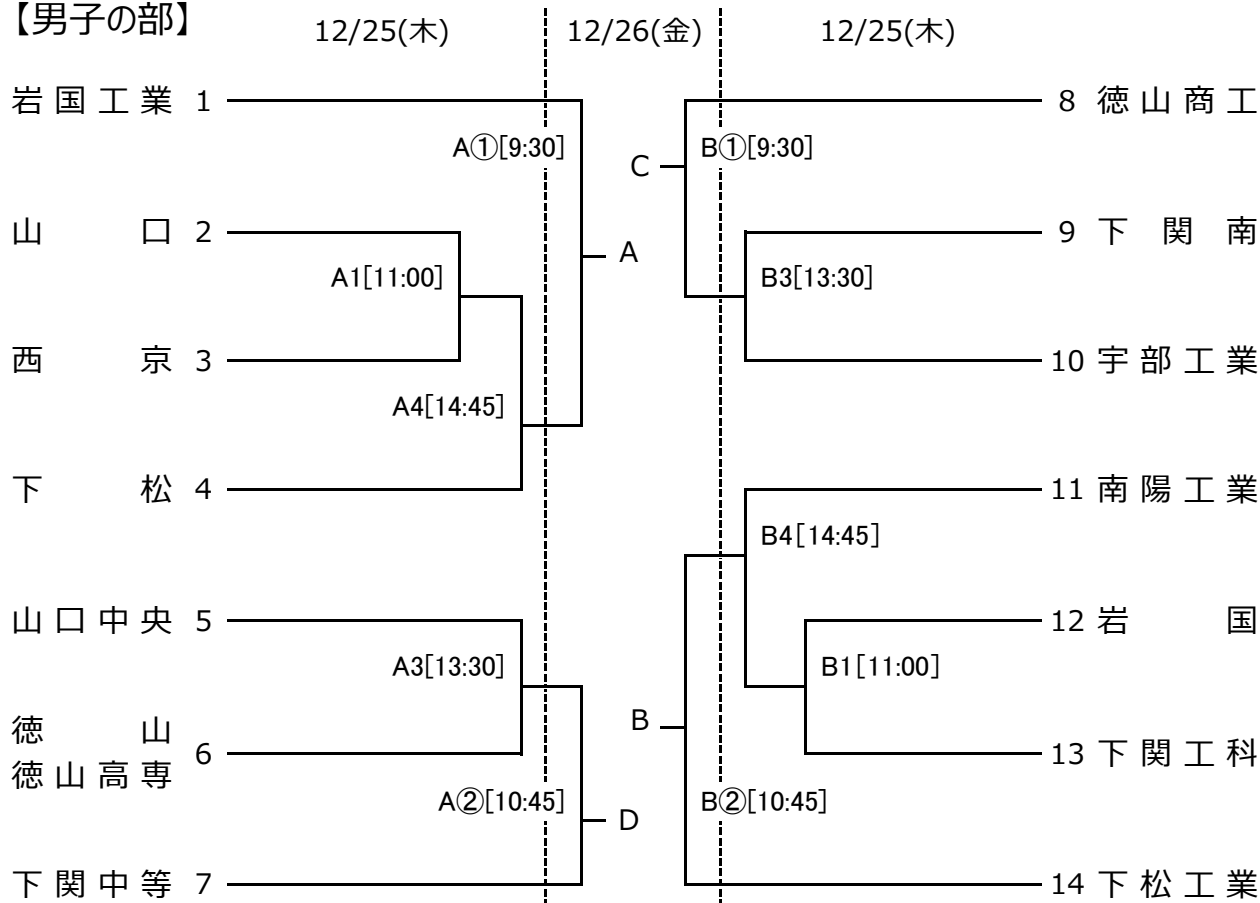 【男子の部】
12/25(木) 12/26(金) 12/25(木)
岩国工業 1
8 徳山商工
A①[9:30]
B①[9:30]
C
山口 2
9 下関南
A
A1[11:00]
B3[13:30]
西京 3
10 宇部工業
A4[14:45]
下松 4
11 南陽工業
B4[14:45]
山口中央 5
12 岩国
A3[13:30]
B1[11:00]
B
徳山
徳山高専
6
13 下関工科
A②[10:45]
B②[10:45]
D
下関中等 7
14 下松工業